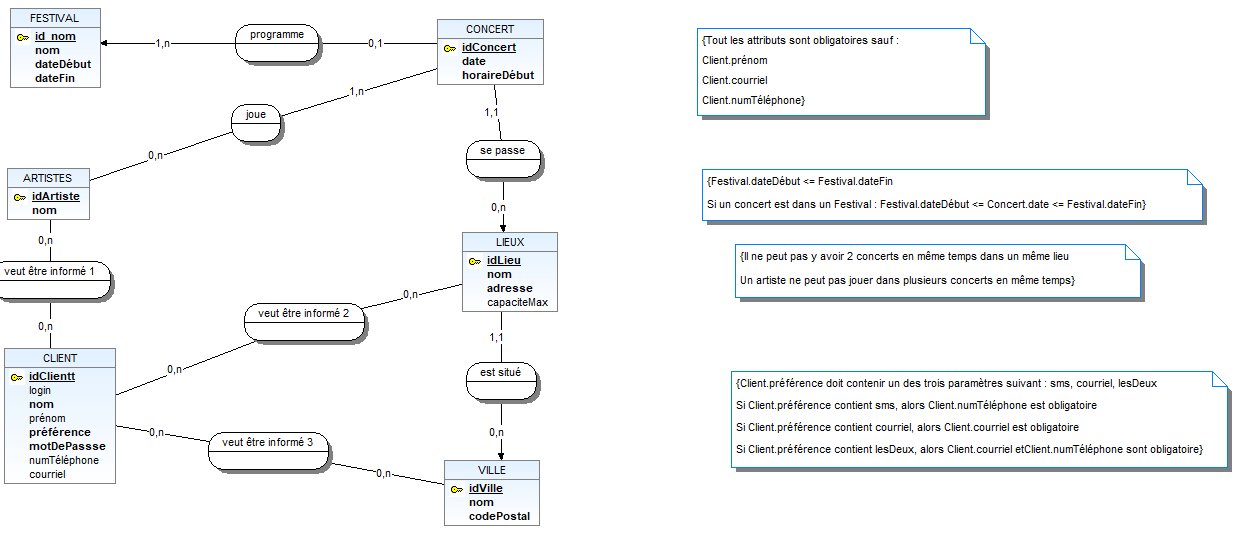 FESTIVAL
id_nom
nom
dateDébut
dateFin
1,n
programme
0,1
CONCERT
idConcert
date
horaireDébut
1,n
joue
0,n
1,1
se passe
0,n
ARTISTES
idArtiste
nom
0,n
veut être informé 1
0,n
LIEUX
idLieu
nom
adresse
capaciteMax
0,n
veut être informé 2
0,n
1,1
est situé
0,n
CLIENT
idClientt
login
nom
prénom
préférence
motDePassse
numTéléphone
courriel
0,n
veut être informé 3
0,n
VILLE
idVille
nom
codePostal
{Tout les attributs sont obligatoires sauf :
Client.prénom
Client.courriel
Client.numTéléphone}
{Festival.dateDébut <= Festival.dateFin
Si un concert est dans un Festival : Festival.dateDébut <= Concert.date <= Festival.dateFin}
{Il ne peut pas y avoir 2 concerts en même temps dans un même lieu
Un artiste ne peut pas jouer dans plusieurs concerts en même temps}
{Client.préférence doit contenir un des trois paramètres suivant : sms, courriel, lesDeux
Si Client.préférence contient sms, alors Client.numTéléphone est obligatoire
Si Client.préférence contient courriel, alors Client.courriel est obligatoire
Si Client.préférence contient lesDeux, alors Client.courriel etClient.numTéléphone sont obligatoire}